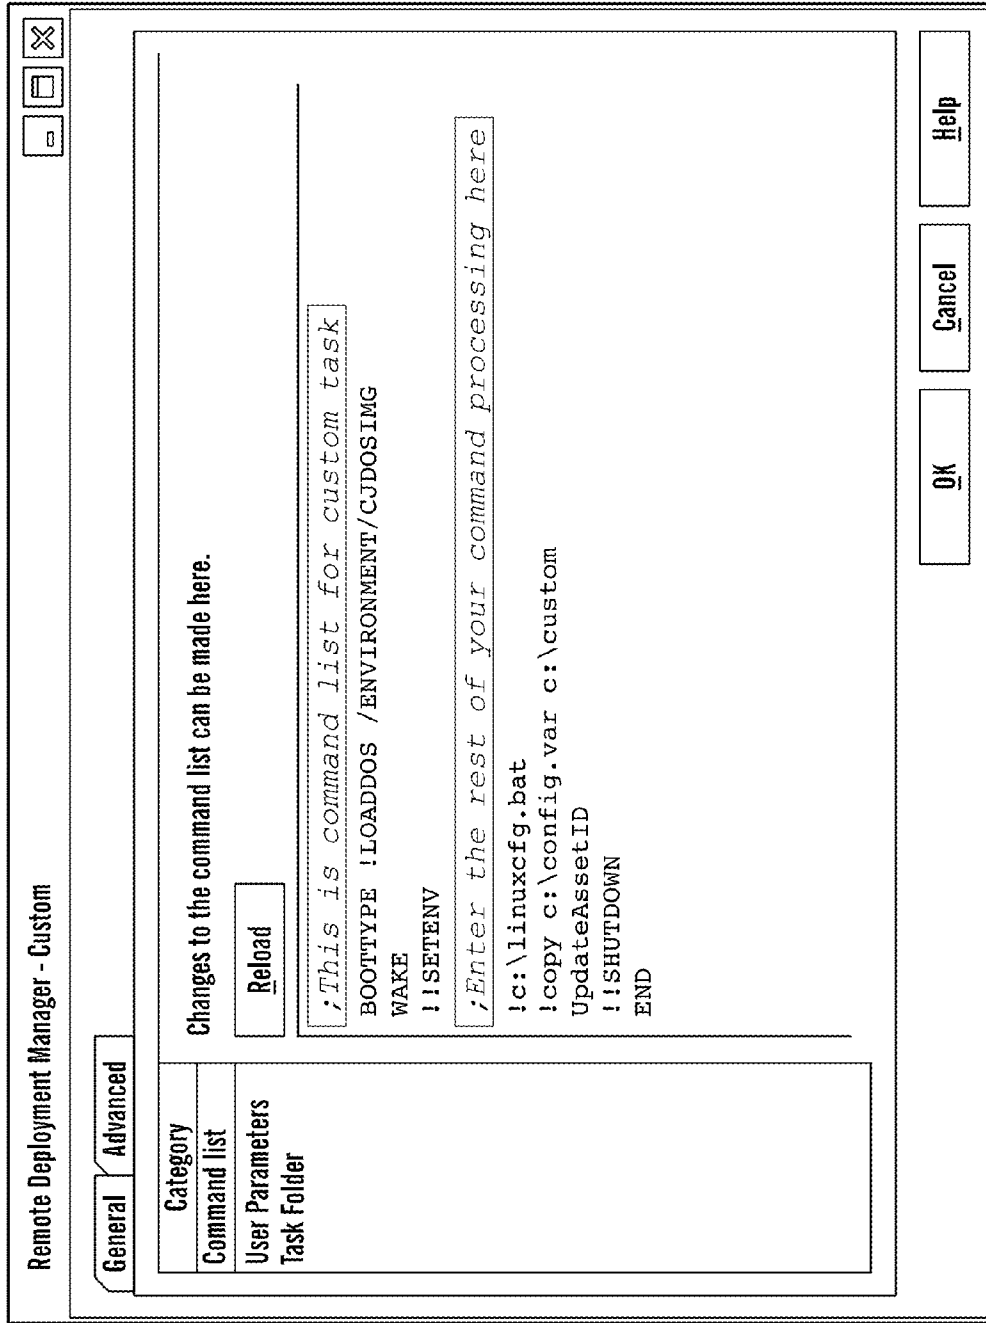 Remote Deployment Manager - Custom
General
Advanced
Category
Command list
User Parameters
Task Folder
Changes to the command list can be made here.
Reload
;This is command list for custom task
BOOTTYPE !LOADDOS /ENVIRONMENT/CJDOSIMG
WAKE
!!SETENV
;Enter the rest of your command processing here
!c:\linuxcfg.bat
!copy c:\config.var c:\custom
UpdateAssetID
!!SHUTDOWN
END
OK
Cancel
Help